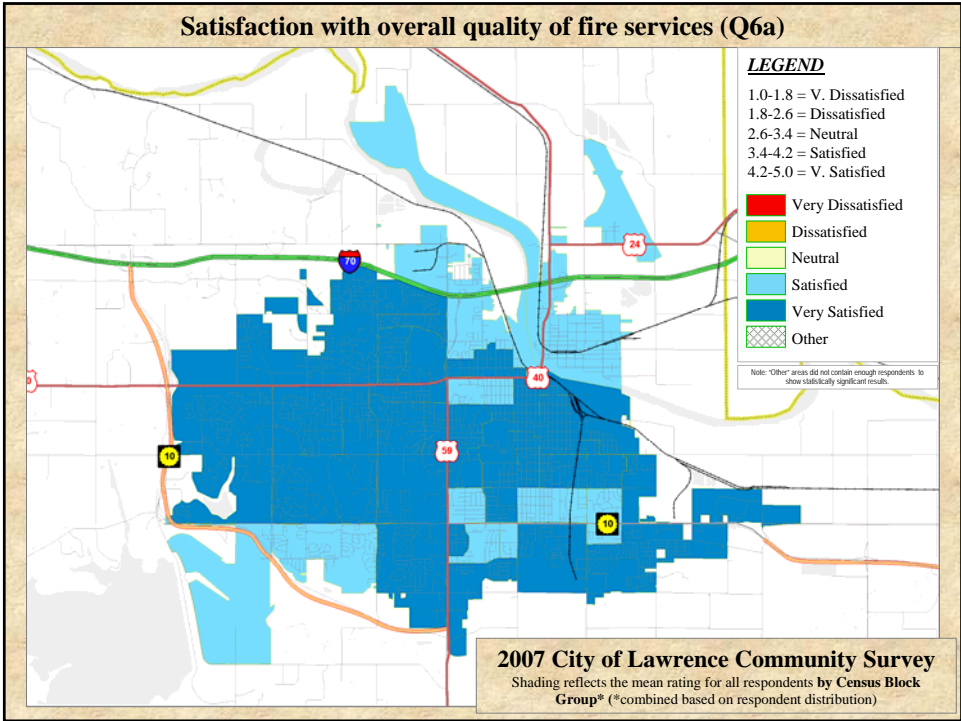 Satisfaction with overall quality of fire services (Q6a)
LEGEND
1.0-1.8 = V. Dissatisfied
1.8-2.6 = Dissatisfied
2.6-3.4 = Neutral
3.4-4.2 = Satisfied
4.2-5.0 = V. Satisfied
Very Dissatisfied
Dissatisfied
Neutral
Satisfied
Very Satisfied
Other
Note: "Other" areas did not contain enough respondents to
show statistically significant results.
24
70
40
0
59
10
10
2007 City of Lawrence Community Survey
Shading reflects the mean rating for all respondents by Census Block
Group* (*combined based on respondent distribution)